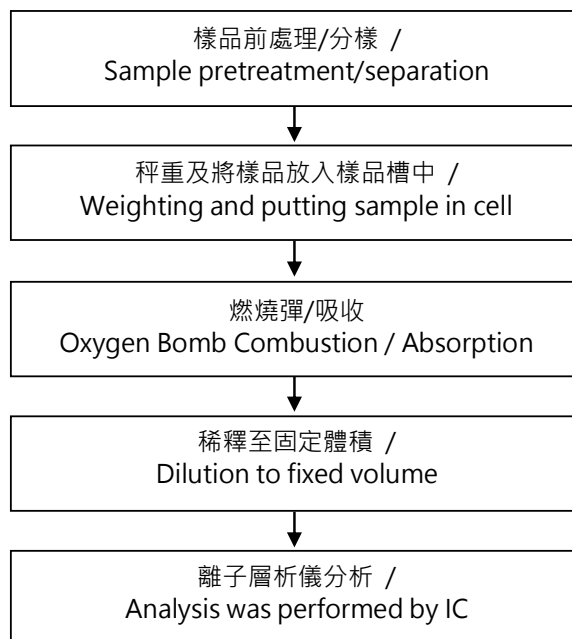 樣品前處理/分樣 /
Sample pretreatment/separation
秤重及將樣品放入樣品槽中 /
Weighting and putting sample in cell
燃燒彈/吸收
Oxygen Bomb Combustion / Absorption
稀釋至固定體積 /
Dilution to fixed volume
離子層析儀分析 /
Analysis was performed by IC